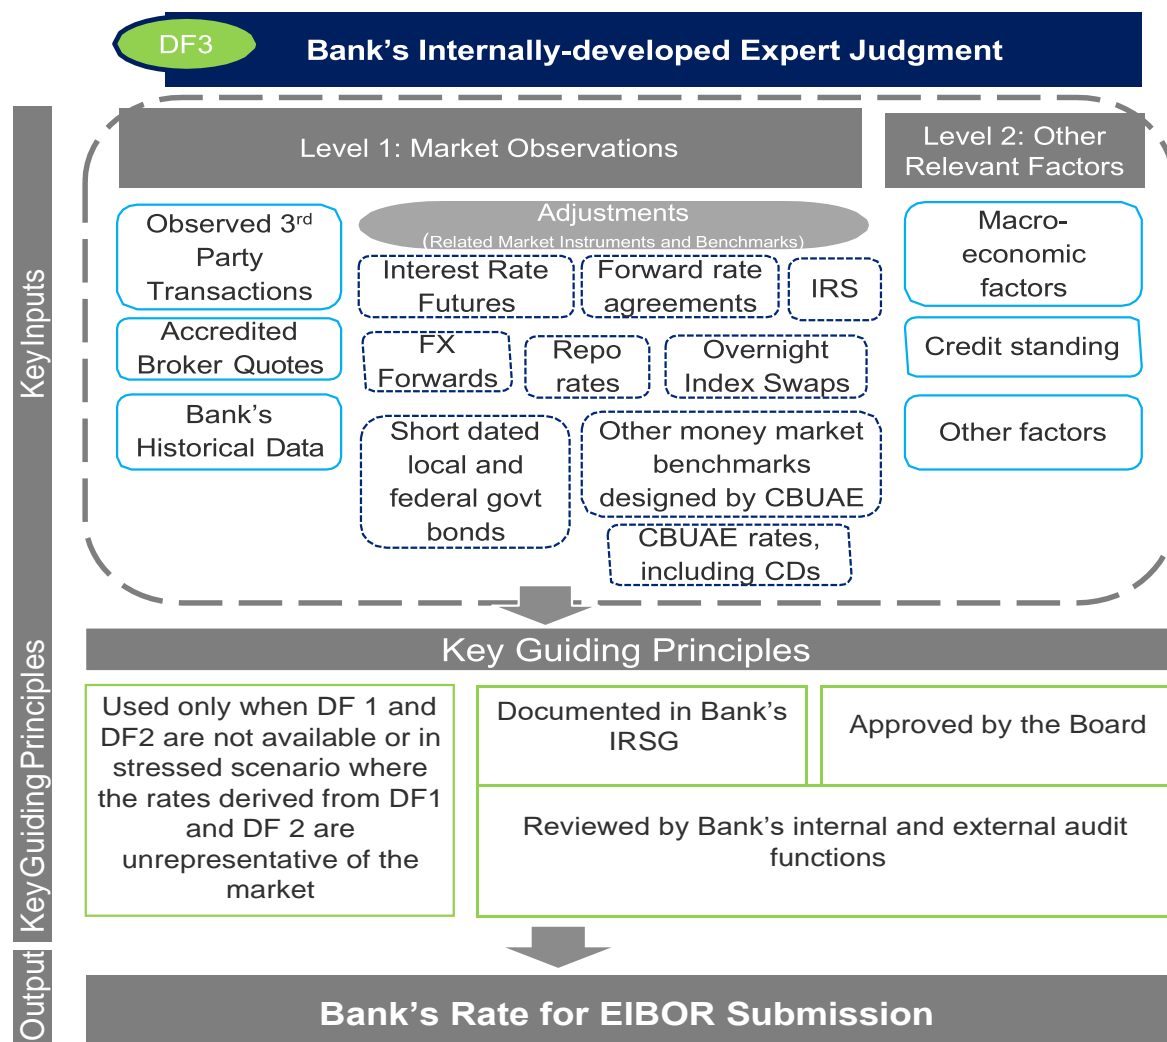 DF3
Bank’s Internally-developed Expert Judgment
Key Inputs
Level 1: Market Observations
Level 2: Other
Relevant Factors
Observed 3rd
Party
Transactions
Accredited
Broker Quotes
Bank’s
Historical Data
Adjustments
(Related Market Instruments and Benchmarks)
Interest Rate
Futures
Forward rate
agreements
IRS
FX
Forwards
Repo
rates
Overnight
Index Swaps
Short dated
local and
federal govt
bonds
Other money market
benchmarks
designed by CBUAE
CBUAE rates,
including CDs
Macro-
economic
factors
Credit standing
Other factors
Key Guiding Principles
Key Guiding Principles
Used only when DF 1 and
DF2 are not available or in
stressed scenario where
the rates derived from DF1
and DF 2 are
unrepresentative of the
market
Documented in Bank’s
IRSG
Approved by the Board
Reviewed by Bank’s internal and external audit
functions
Output
Bank’s Rate for EIBOR Submission